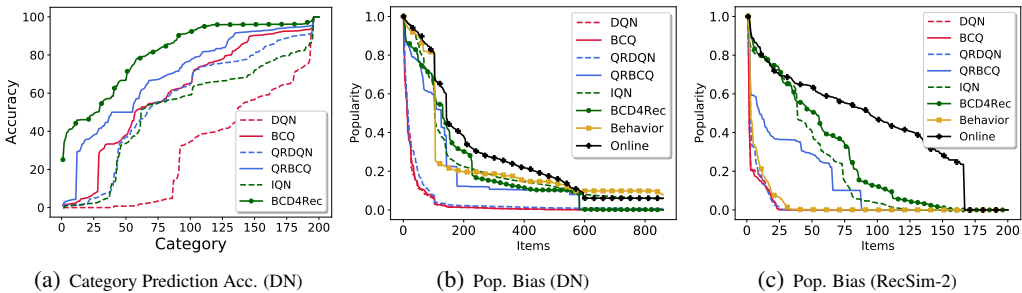 Accuracy
100
80
60
40
20
0
0 25 50 75 100 125 150 175 200
Category
DQN
BCQ
QRDQN
QRBCQ
IQN
BCD4Rec
(a) Category Prediction Acc. (DN)
Popularity
1.0
0.8
0.6
0.4
0.2
0.0
0 200 400 600 800
Items
DQN
BCQ
QRDQN
QRBCQ
IQN
BCD4Rec
Behavior
Online
(b) Pop. Bias (DN)
Popularity
1.0
0.8
0.6
0.4
0.2
0.0
0 25 50 75 100 125 150 175 200
Items
DQN
BCQ
QRDQN
QRBCQ
IQN
BCD4Rec
Behavior
Online
(c) Pop. Bias (RecSim-2)